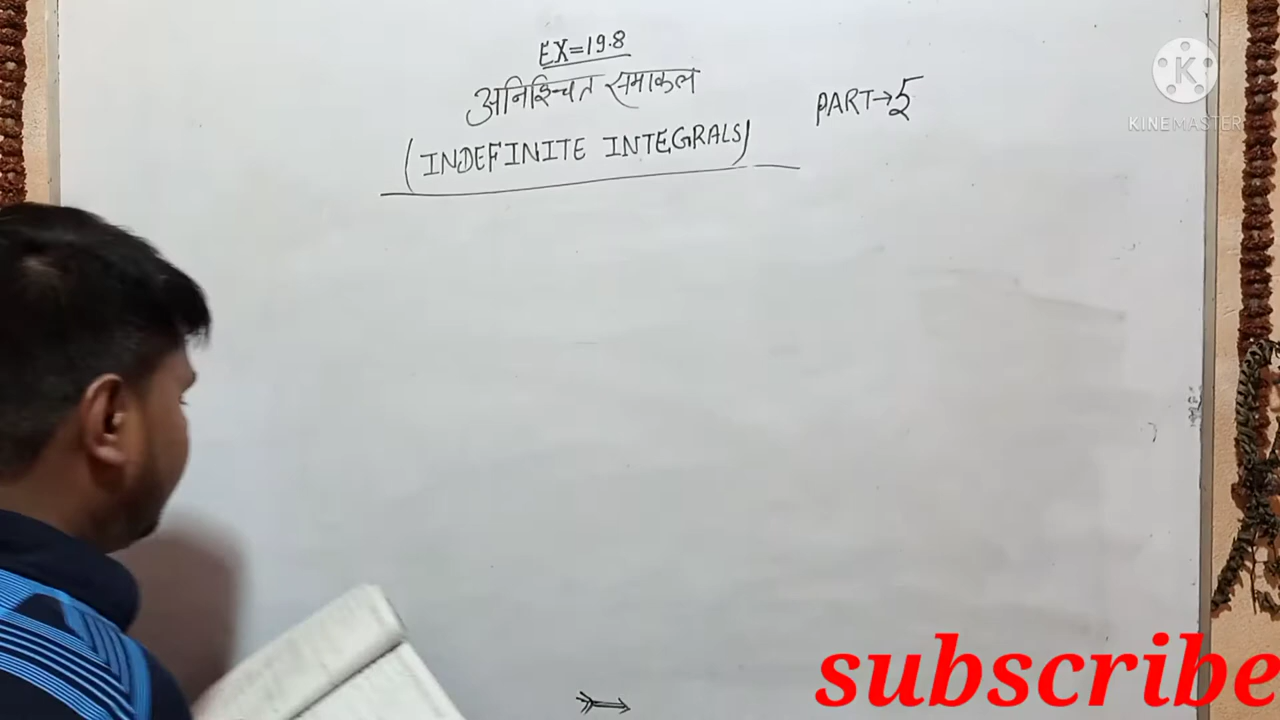 EX=19.8
अनिश्चित समाकल
(INDEFINITE INTEGRALS)
PART→5
K
KINEMASTER
subscribe